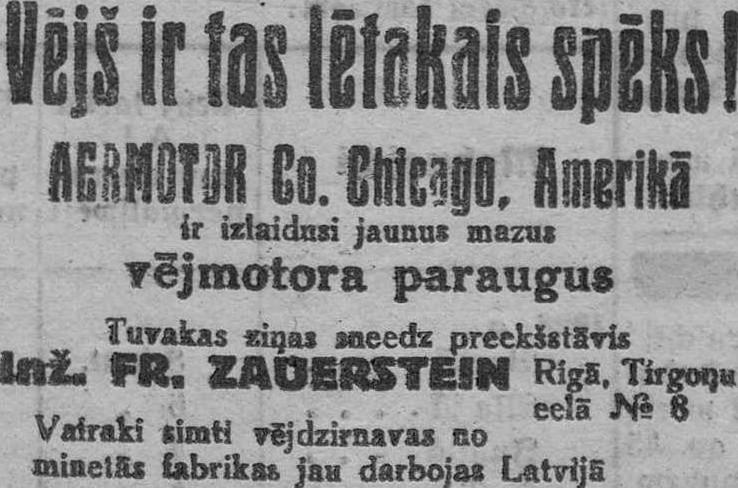 Vējš ir tas lētakais spēks!
AERMOTOR Co. Chicago, Amerikā
ir izlaidusi jaunus mazus
vējmotora paraugus
Tuvakas ziņas sneedz preekšstāvis
Inž. FR. ZAUERSTEIN Rigā, Tirgoņu
eelā № 8
Vairaki simti vējdzirnavas no
minetās fabrikas jau darbojas Latvijā